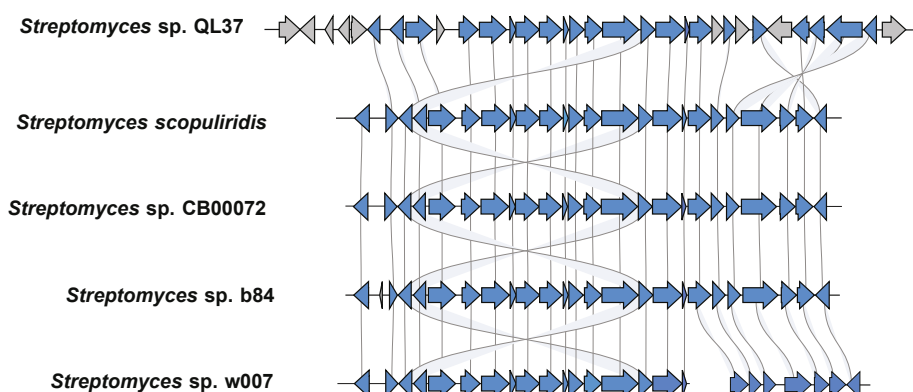 Streptomyces sp. QL37
Streptomyces scopuliridis
Streptomyces sp. CB00072
Streptomyces sp. b84
Streptomyces sp. w007